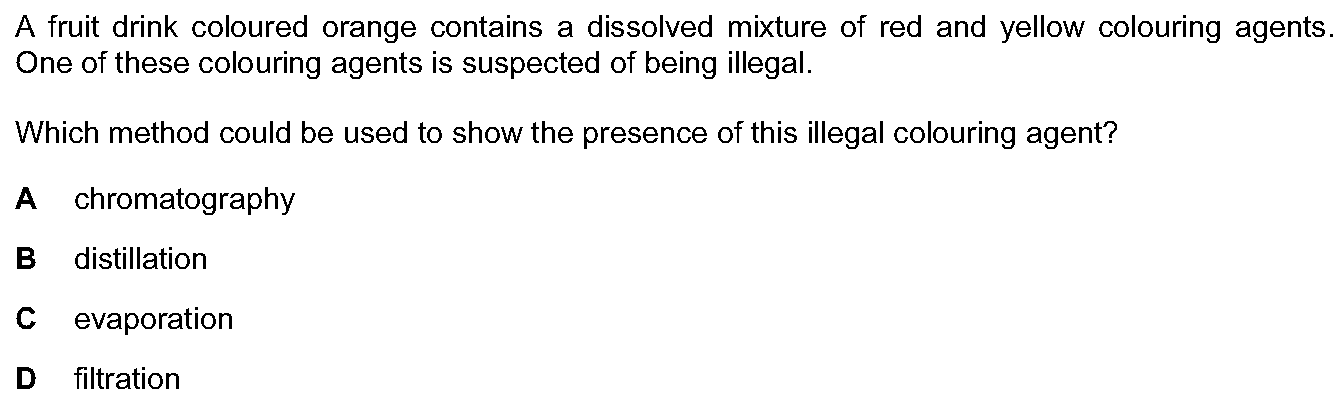 A fruit drink coloured orange contains a dissolved mixture of red and yellow colouring agents.
One of these colouring agents is suspected of being illegal.
Which method could be used to show the presence of this illegal colouring agent?
A chromatography
B distillation
C evaporation
D filtration